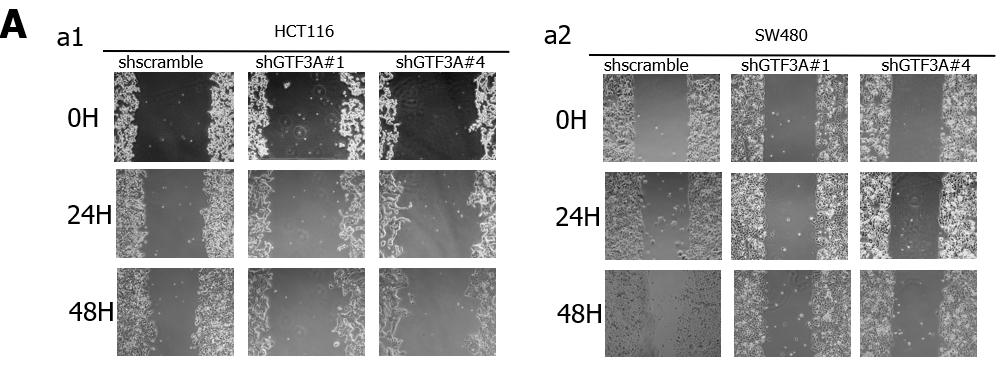 A
a1
HCT116
shscramble shGTF3A#1 shGTF3A#4
0H
24H
48H
a2
SW480
shscramble shGTF3A#1 shGTF3A#4
0H
24H
48H